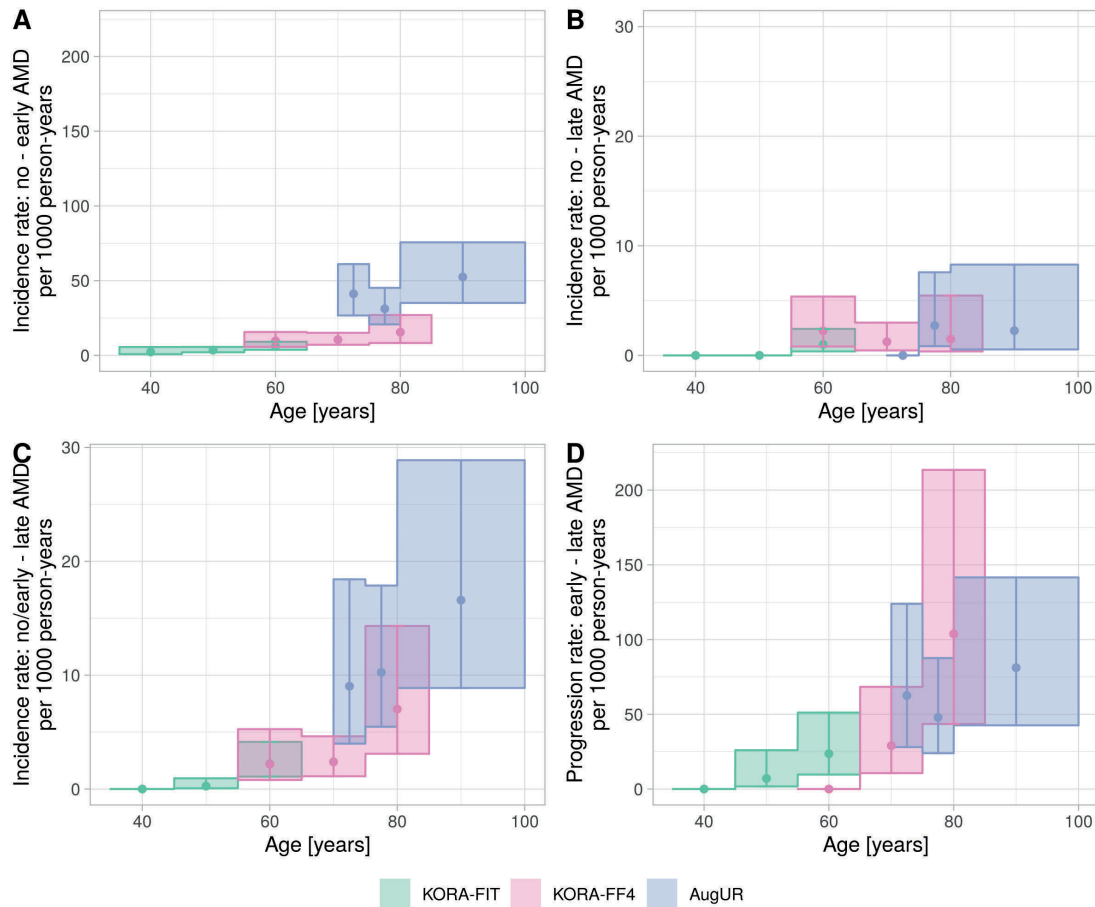 A
Incidence rate: no - early AMD
per 1000 person-years
200
150
100
50
0
40 60 80 100
Age [years]
B
Incidence rate: no - late AMD
per 1000 person-years
30
20
10
0
40 60 80 100
Age [years]
C
Incidence rate: no/early - late AMD
per 1000 person-years
30
20
10
0
40 60 80 100
Age [years]
D
Progression rate: early - late AMD
per 1000 person-years
200
150
100
50
0
40 60 80 100
Age [years]
KORA-FIT KORA-FF4 AugUR